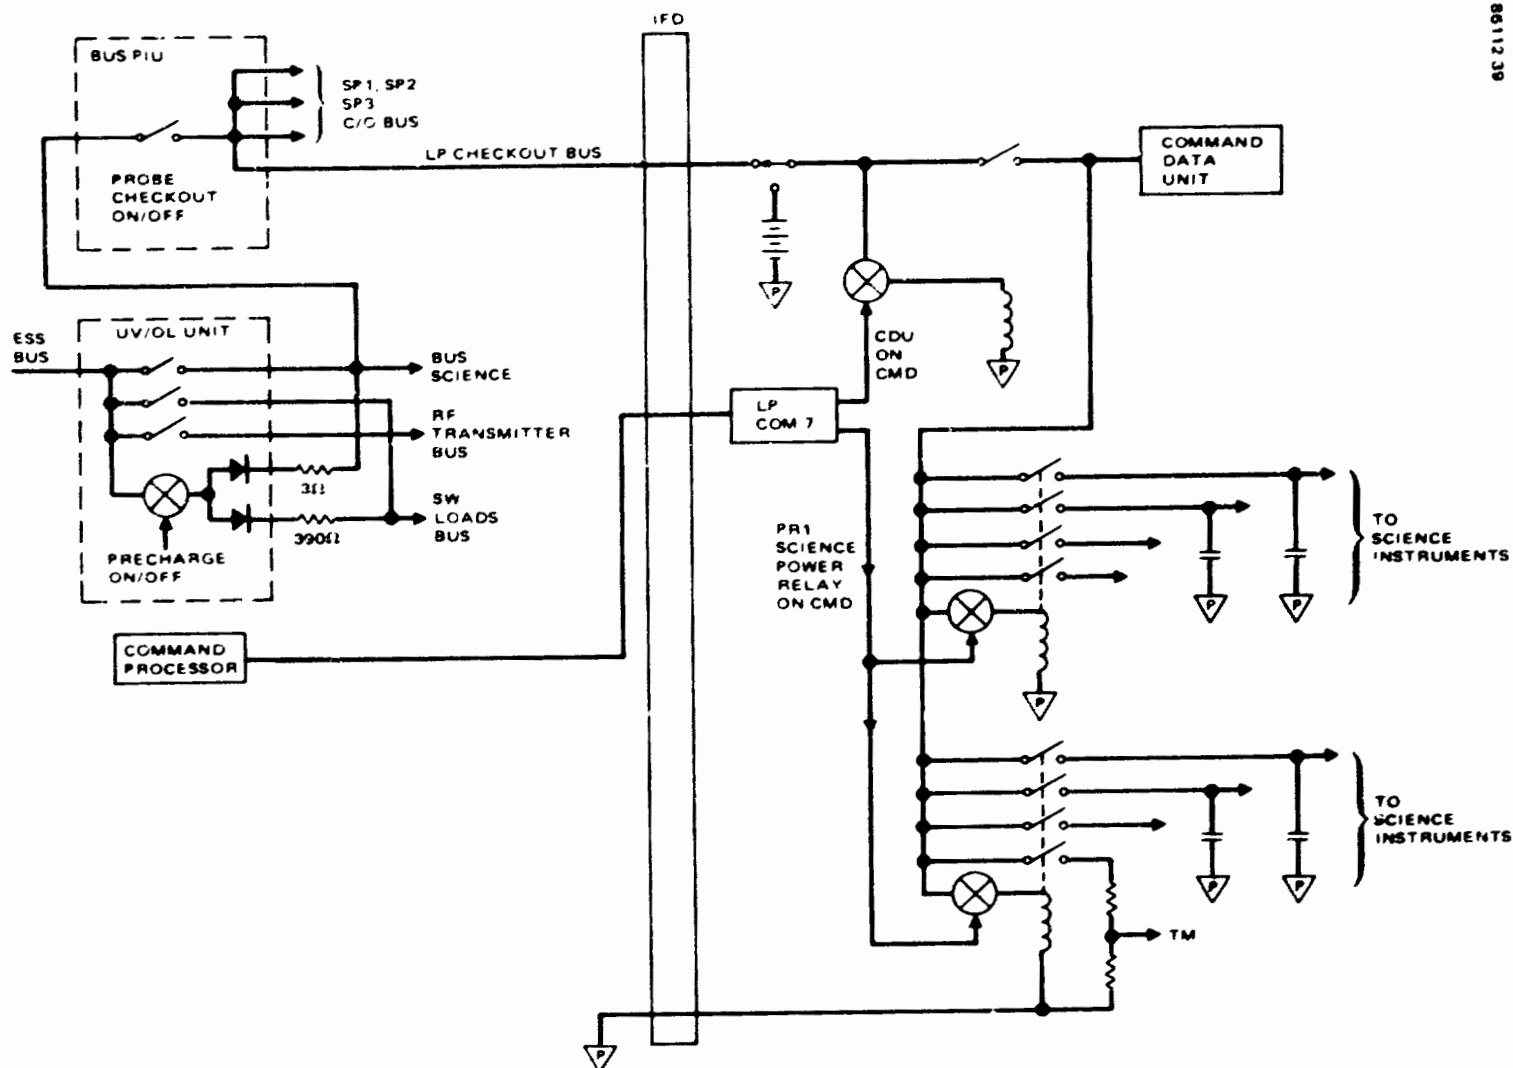 86112 39
IFD
BUS PIU
SP1, SP2
SP3
C/O BUS
PROBE
CHECKOUT
ON/OFF
LP CHECKOUT BUS
COMMAND
DATA
UNIT
P
CDU
ON
CMD
P
UV/OL UNIT
ESS
BUS
BUS
SCIENCE
RF
TRANSMITTER
BUS
3Ω
SW
LOADS
BUS
390Ω
PRECHARGE
ON/OFF
LP
COM 7
PR1
SCIENCE
POWER
RELAY
ON CMD
TO
SCIENCE
INSTRUMENTS
P
P
P
COMMAND
PROCESSOR
TO
SCIENCE
INSTRUMENTS
P
P
TM
P